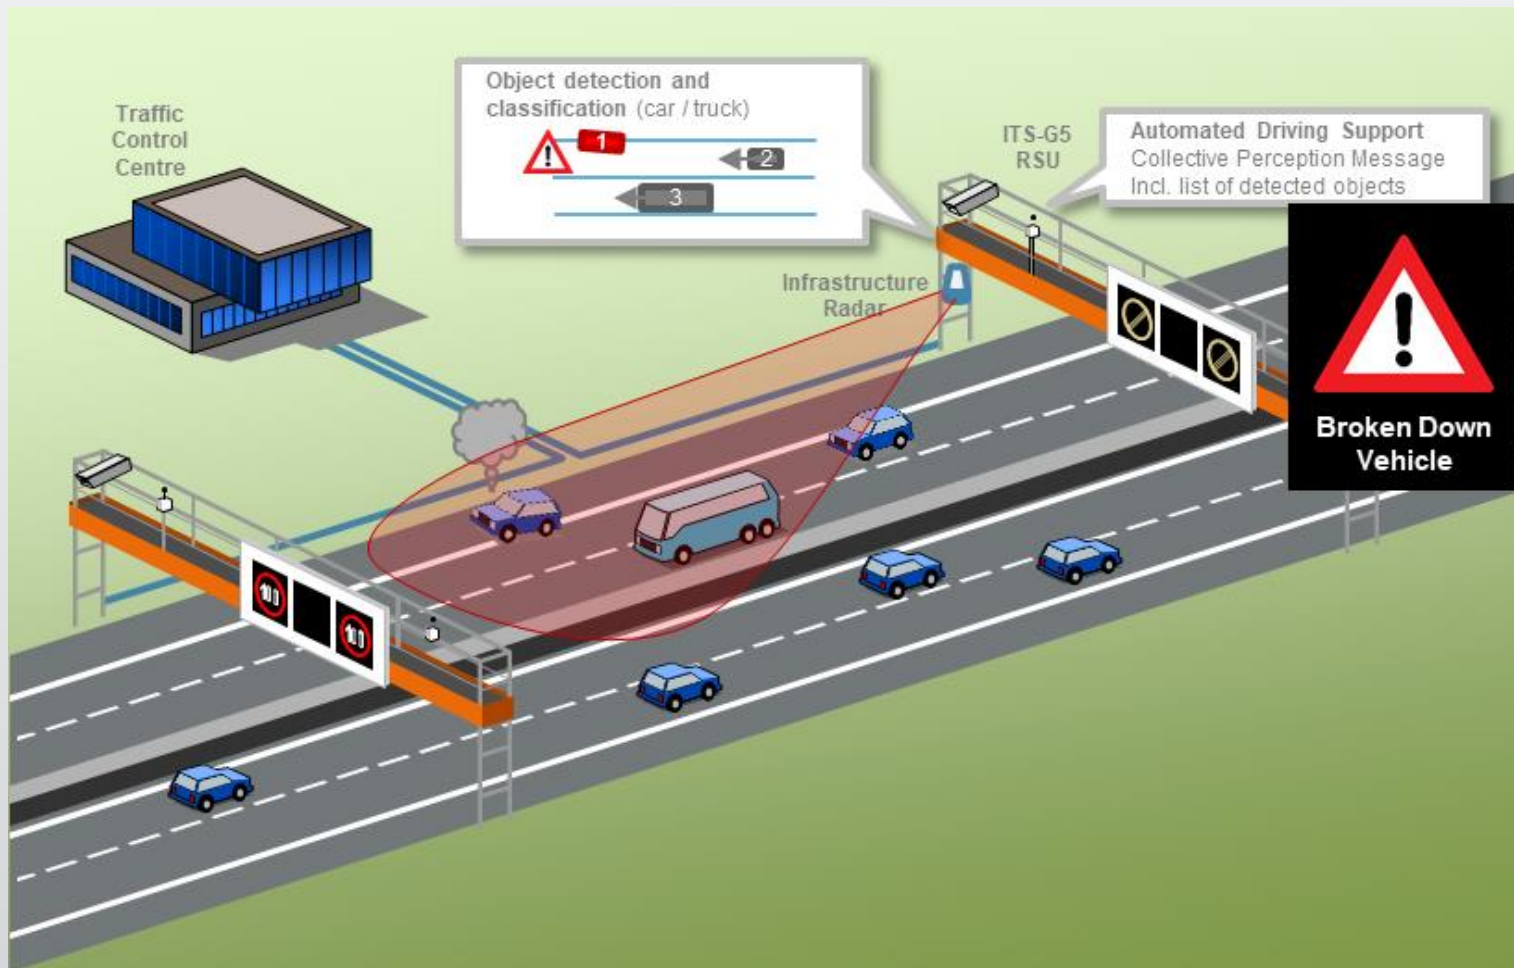 Traffic
Control
Centre
Object detection and
classification (car / truck)
1
2
3
ITS-G5
RSU
Automated Driving Support
Collective Perception Message
Incl. list of detected objects
Infrastructure
Radar
Broken Down
Vehicle
100
100